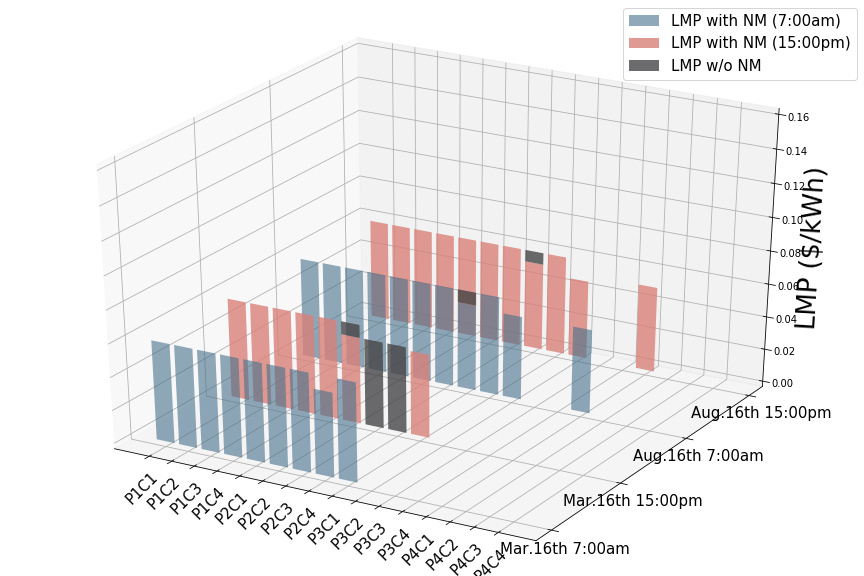 LMP with NM (7:00am)
LMP with NM (15:00pm)
LMP w/o NM
0.16
0.14
0.12
0.10
0.08
0.06
0.04
0.02
0.00
LMP ($/kWh)
Aug.16th 15:00pm
Aug.16th 7:00am
Mar.16th 15:00pm
Mar.16th 7:00am
P1C1
P1C2
P1C3
P1C4
P2C1
P2C2
P2C3
P2C4
P3C1
P3C2
P3C3
P3C4
P4C1
P4C2
P4C3
P4C4